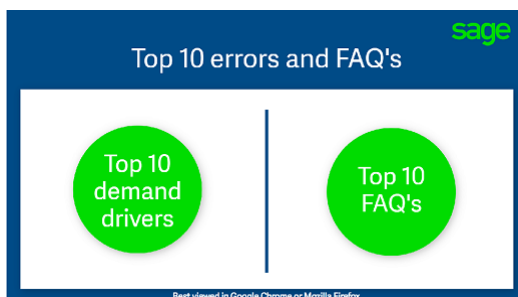 sage
Top 10 errors and FAQ's
Top 10
demand
drivers
Top 10
FAQ's
Best viewed in Google Chrome or Mozilla Firefox